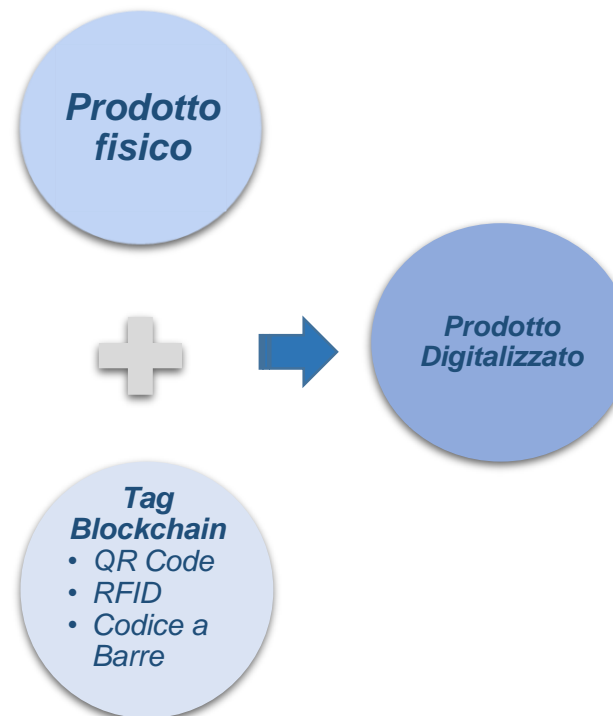 Prodotto
fisico
Prodotto
Digitalizzato
Tag
Blockchain
• QR Code
• RFID
• Codice a
Barre